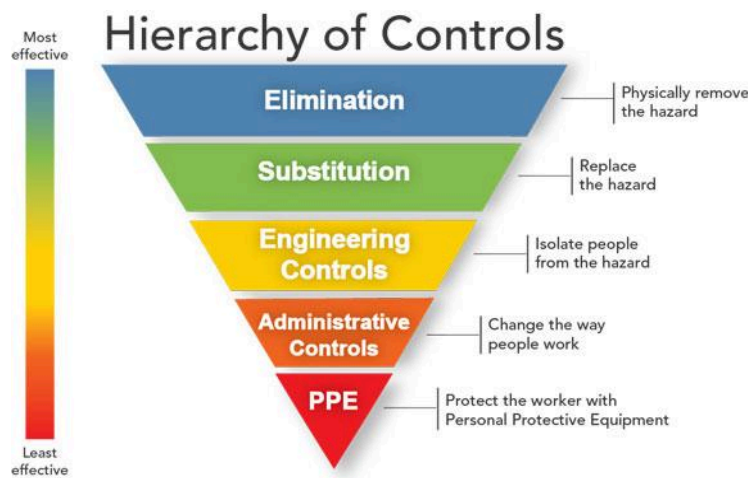 Hierarchy of Controls
Most
effective
Elimination
Physically remove
the hazard
Substitution
Replace
the hazard
Engineering
Controls
Isolate people
from the hazard
Administrative
Controls
Change the way
people work
PPE
Protect the worker with
Personal Protective Equipment
Least
effective